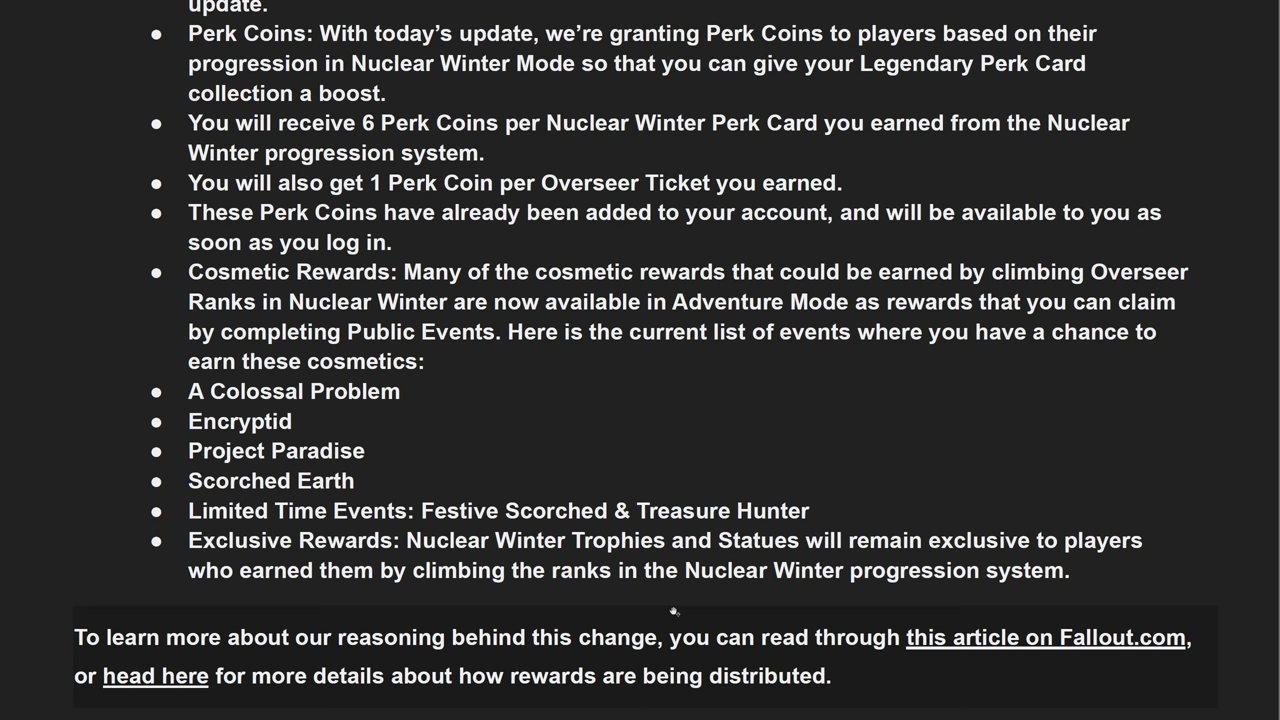 update.
● Perk Coins: With today’s update, we’re granting Perk Coins to players based on their
progression in Nuclear Winter Mode so that you can give your Legendary Perk Card
collection a boost.
● You will receive 6 Perk Coins per Nuclear Winter Perk Card you earned from the Nuclear
Winter progression system.
● You will also get 1 Perk Coin per Overseer Ticket you earned.
● These Perk Coins have already been added to your account, and will be available to you as
soon as you log in.
● Cosmetic Rewards: Many of the cosmetic rewards that could be earned by climbing Overseer
Ranks in Nuclear Winter are now available in Adventure Mode as rewards that you can claim
by completing Public Events. Here is the current list of events where you have a chance to
earn these cosmetics:
● A Colossal Problem
● Encryptid
● Project Paradise
● Scorched Earth
● Limited Time Events: Festive Scorched & Treasure Hunter
● Exclusive Rewards: Nuclear Winter Trophies and Statues will remain exclusive to players
who earned them by climbing the ranks in the Nuclear Winter progression system.
To learn more about our reasoning behind this change, you can read through this article on Fallout.com,
or head here for more details about how rewards are being distributed.